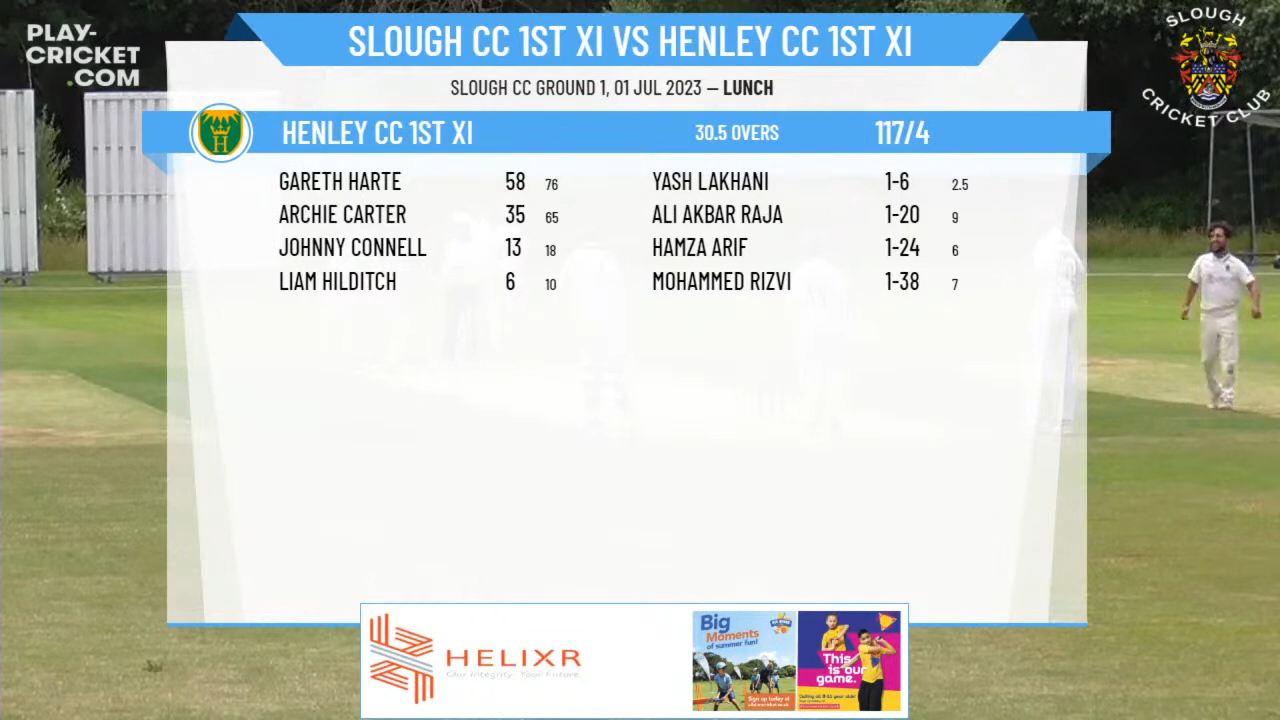 PLAY-
CRICKET
.COM
SLOUGH CC 1ST XI VS HENLEY CC 1ST XI
SLOUGH
CRICKET CLUB
SLOUGH CC GROUND 1, 01 JUL 2023 – LUNCH
H
HENLEY CC 1ST XI 30.5 OVERS 117/4
GARETH HARTE 58 76 YASH LAKHANI 1-6 2.5
ARCHIE CARTER 35 65 ALI AKBAR RAJA 1-20 9
JOHNNY CONNELL 13 18 HAMZA ARIF 1-24 6
LIAM HILDITCH 6 10 MOHAMMED RIZVI 1-38 7
HELIXR
Our Integrity. Your Future.
Big
Moments
of summer fun!
Sign up today at
This
is our
game.